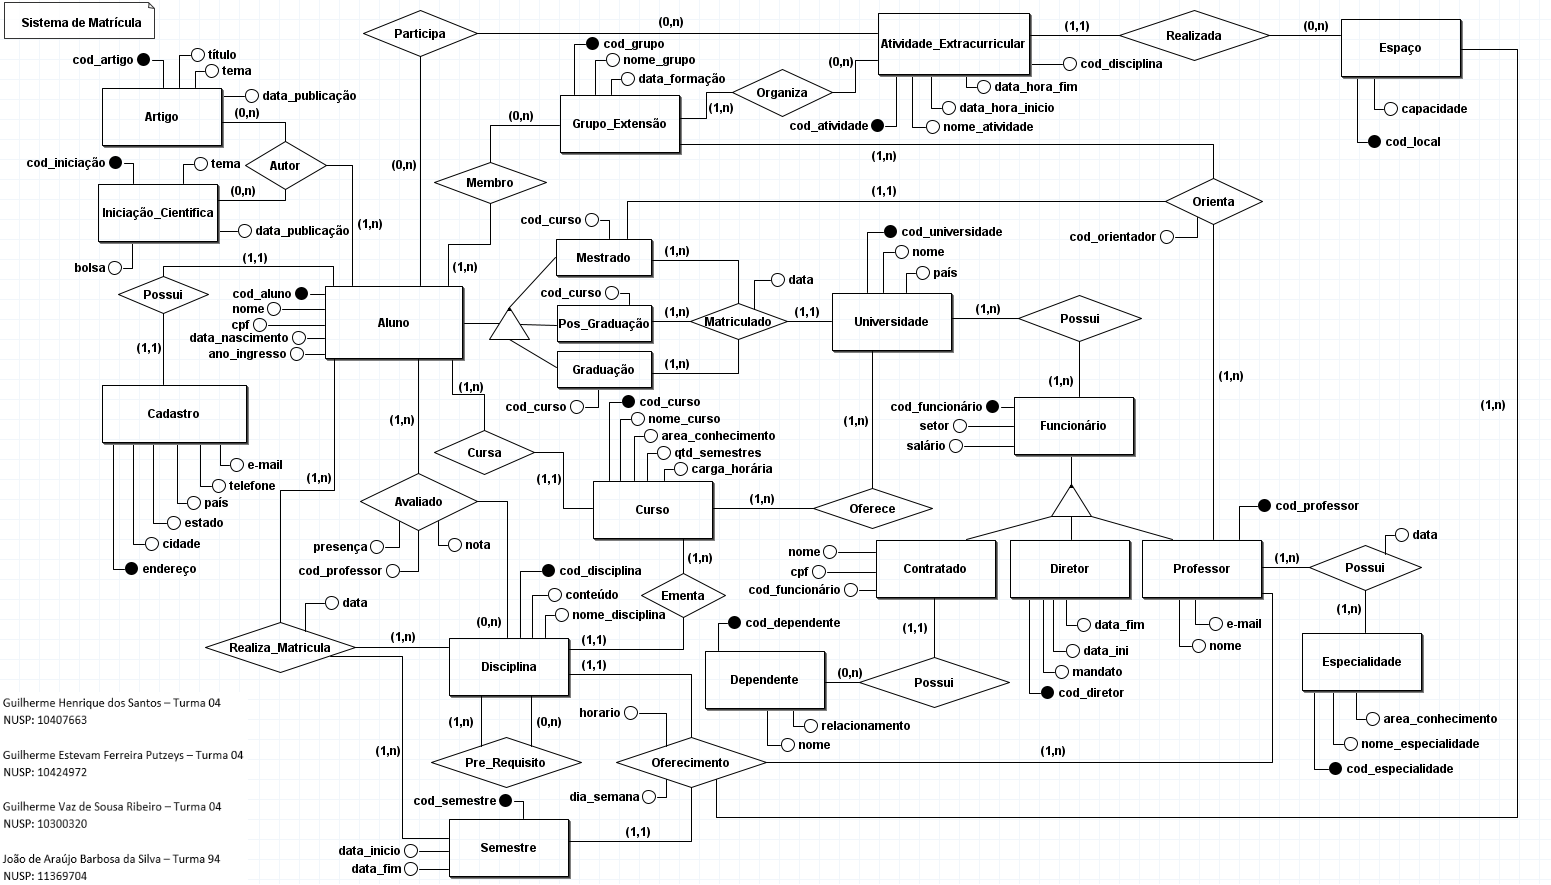 Sistema de Matrícula
Participa
(0,n)
Atividade_Extracurricular
(1,1)
Realizada
(0,n)
Espaço
cod_artigo
título
tema
data_publicação
Artigo
(0,n)
cod_grupo
nome_grupo
data_formação
Grupo_Extensão
(1,n)
Organiza
(0,n)
cod_disciplina
data_hora_fim
data_hora_inicio
nome_atividade
cod_atividade
capacidade
cod_local
cod_iniciação
tema
Autor
(0,n)
Iniciação_Cientifica
data_publicação
bolsa
(1,n)
(0,n)
(0,n)
Membro
(1,n)
(1,n)
(1,1)
Orienta
cod_orientador
(1,1)
Possui
(1,1)
cod_aluno
nome
cpf
data_nascimento
ano_ingresso
Aluno
cod_curso
Mestrado
(1,n)
cod_curso
Pos_Graduação
(1,n)
Graduação
(1,n)
cod_curso
data
Matriculado
(1,1)
cod_universidade
nome
país
Universidade
(1,n)
Possui
(1,n)
(1,n)
(1,n)
Cadastro
e-mail
telefone
país
estado
cidade
endereço
(1,n)
(1,n)
(1,n)
Cursa
(1,1)
cod_curso
nome_curso
area_conhecimento
qtd_semestres
carga_horária
Curso
(1,n)
(1,n)
Oferece
cod_funcionário
setor
salário
Funcionário
Avaliado
presença
cod_professor
nota
(1,n)
Ementa
cod_disciplina
conteúdo
nome_disciplina
(0,n)
(1,1)
(1,1)
Disciplina
nome
cpf
cod_funcionário
Contratado
Diretor
cod_professor
Professor
(1,n)
Possui
data
(1,n)
data
Realiza_Matricula
(1,n)
cod_dependente
Dependente
(0,n)
(1,1)
Possui
relacionamento
nome
data_fim
data_ini
mandato
cod_diretor
e-mail
nome
Especialidade
area_conhecimento
nome_especialidade
cod_especialidade
(1,n)
(0,n)
Pre_Requisito
horario
Oferecimento
dia_semana
(1,n)
(1,n)
cod_semestre
(1,1)
Semestre
data_inicio
data_fim
Guilherme Henrique dos Santos – Turma 04
NUSP: 10407663
Guilherme Estevam Ferreira Putzeys – Turma 04
NUSP: 10424972
Guilherme Vaz de Sousa Ribeiro – Turma 04
NUSP: 10300320
João de Araújo Barbosa da Silva – Turma 94
NUSP: 11369704